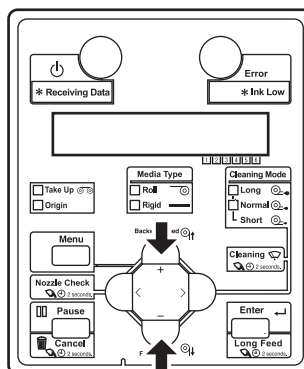 Error
* Receiving Data
* Ink Low
1 2 3 4 5 6
Media Type
Cleaning Mode
Take Up
Roll
Long
Origin
Rigid
Normal
Short
Menu
+
Cleaning
2 seconds.
Nozzle Check
2 seconds.
< >
Pause
−
Enter
Cancel
2 seconds.
Long Feed
2 seconds.